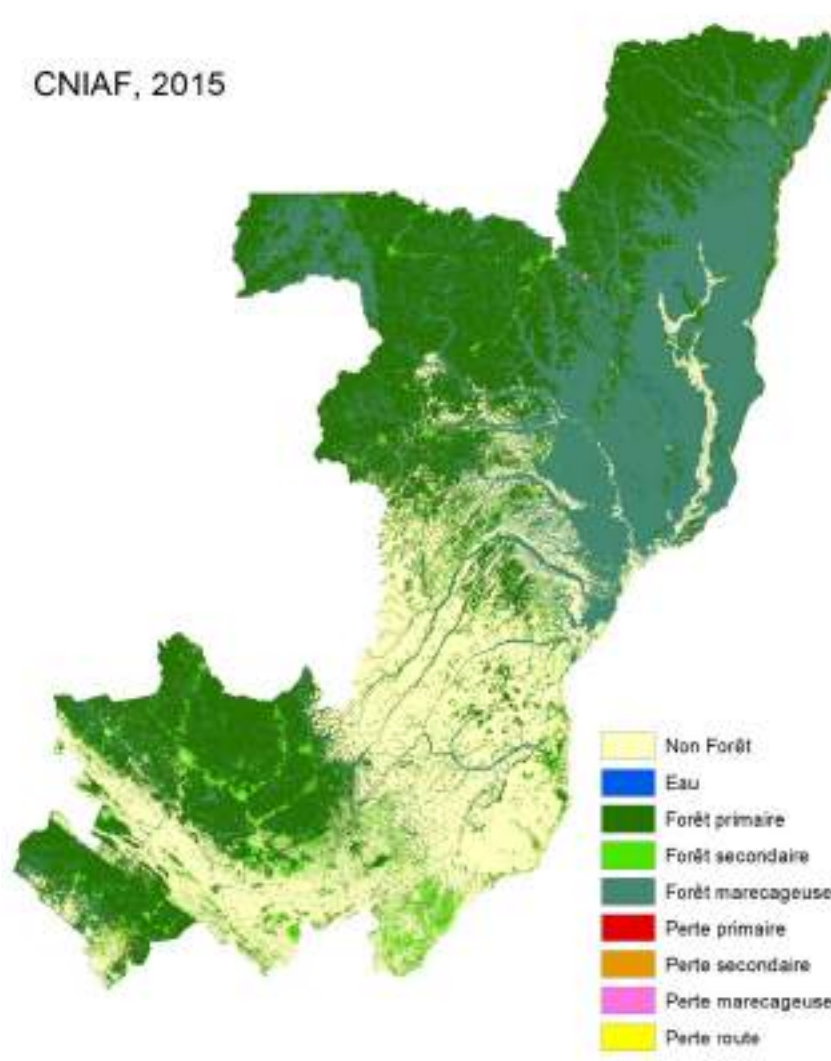 CNIAF, 2015
Non Forêt
Eau
Forêt primaire
Forêt secondaire
Forêt marecageuse
Perte primaire
Perte secondaire
Perte marecageuse
Perte route